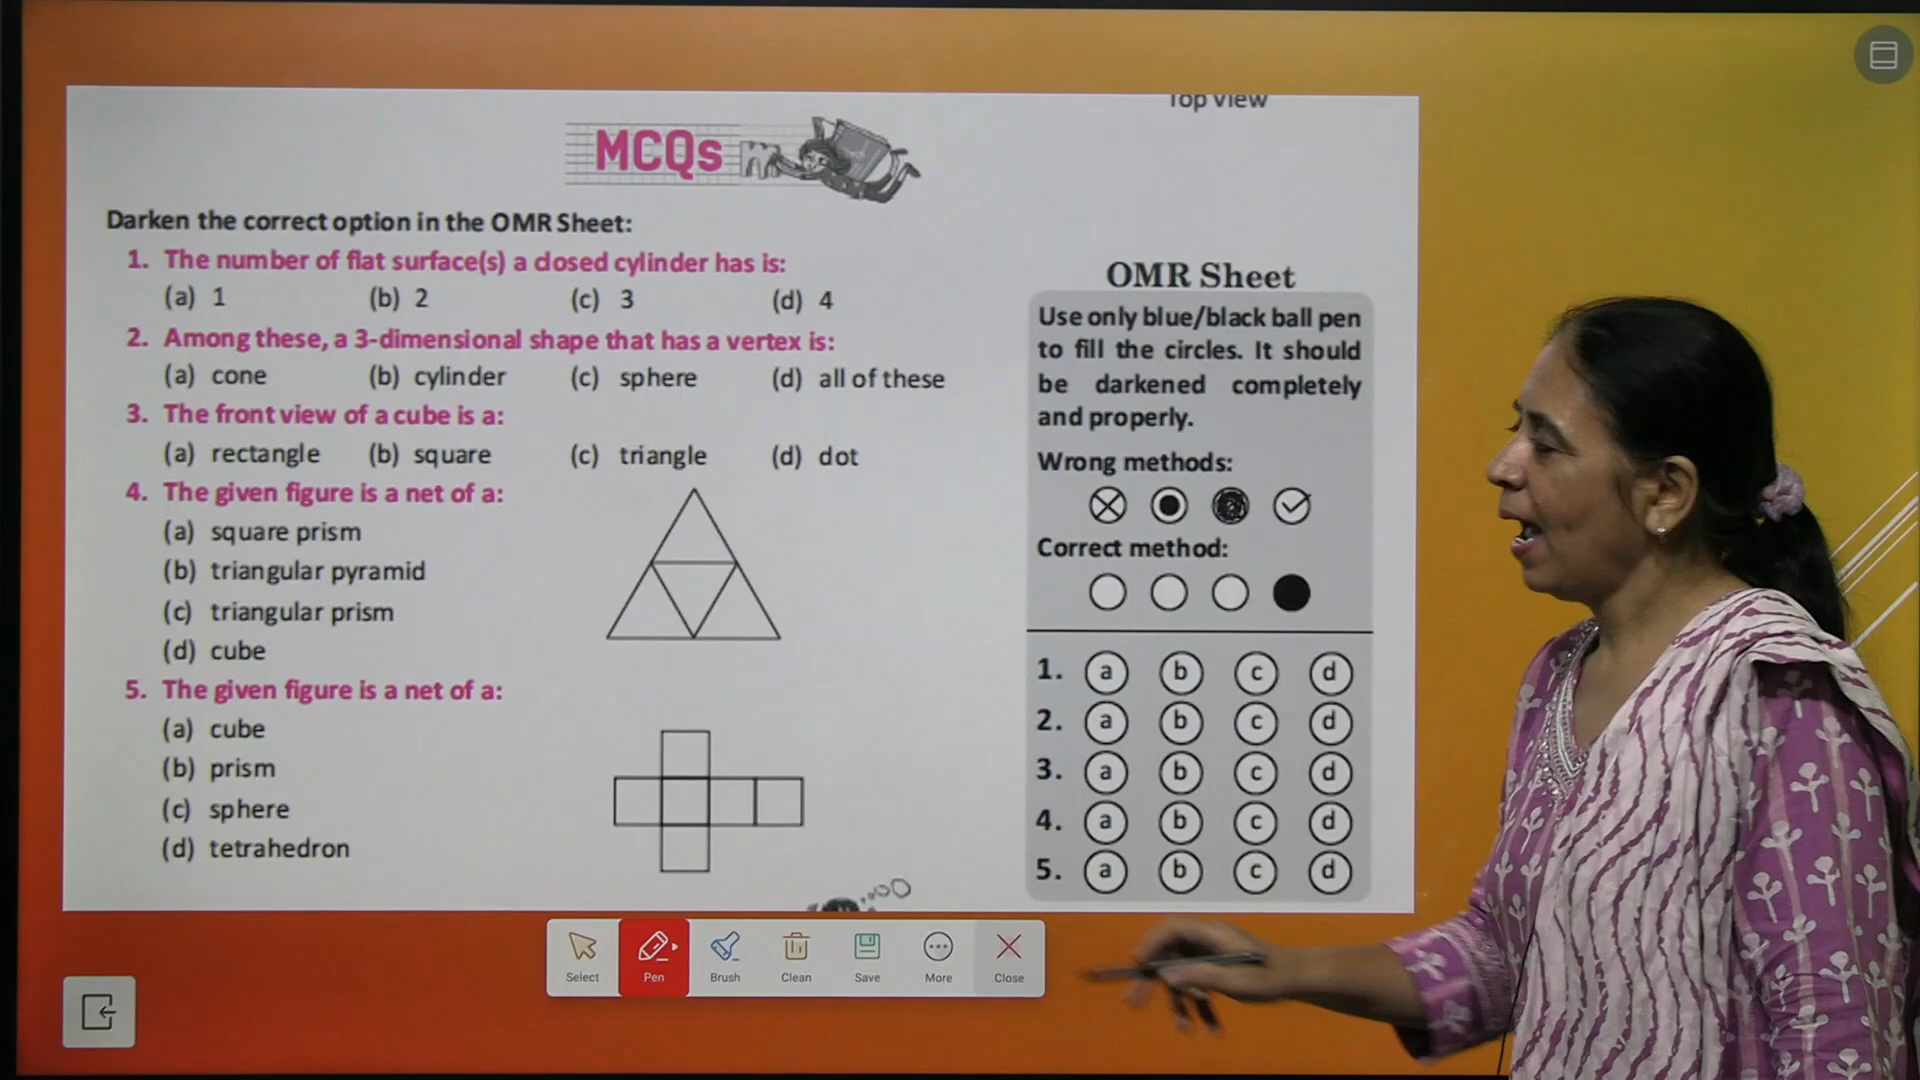 Top View
MCQs
Darken the correct option in the OMR Sheet:
1. The number of flat surface(s) a closed cylinder has is:
(a) 1 (b) 2 (c) 3 (d) 4
2. Among these, a 3-dimensional shape that has a vertex is:
(a) cone (b) cylinder (c) sphere (d) all of these
3. The front view of a cube is a:
(a) rectangle (b) square (c) triangle (d) dot
4. The given figure is a net of a:
(a) square prism
(b) triangular pyramid
(c) triangular prism
(d) cube
5. The given figure is a net of a:
(a) cube
(b) prism
(c) sphere
(d) tetrahedron
OMR Sheet
Use only blue/black ball pen
to fill the circles. It should
be darkened completely
and properly.
Wrong methods:
Correct method:
1. a b c d
2. a b c d
3. a b c d
4. a b c d
5. a b c d
Select Pen Brush Clean Save More Close